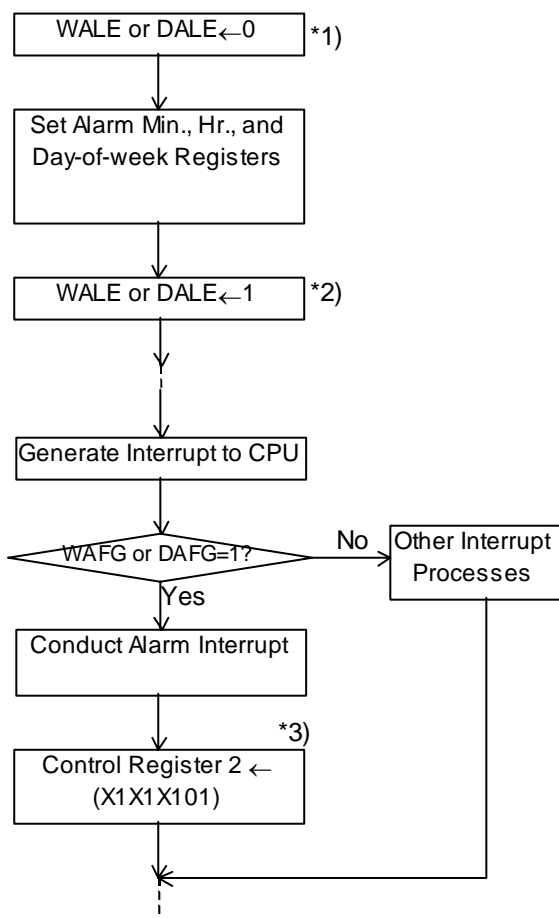 WALE or DALE←0
*1)
Set Alarm Min., Hr., and
Day-of-week Registers
WALE or DALE←1
*2)
Generate Interrupt to CPU
WAFG or DAFG=1?
No
Other Interrupt
Processes
Yes
Conduct Alarm Interrupt
*3)
Control Register 2 ←
(X1X1X101)